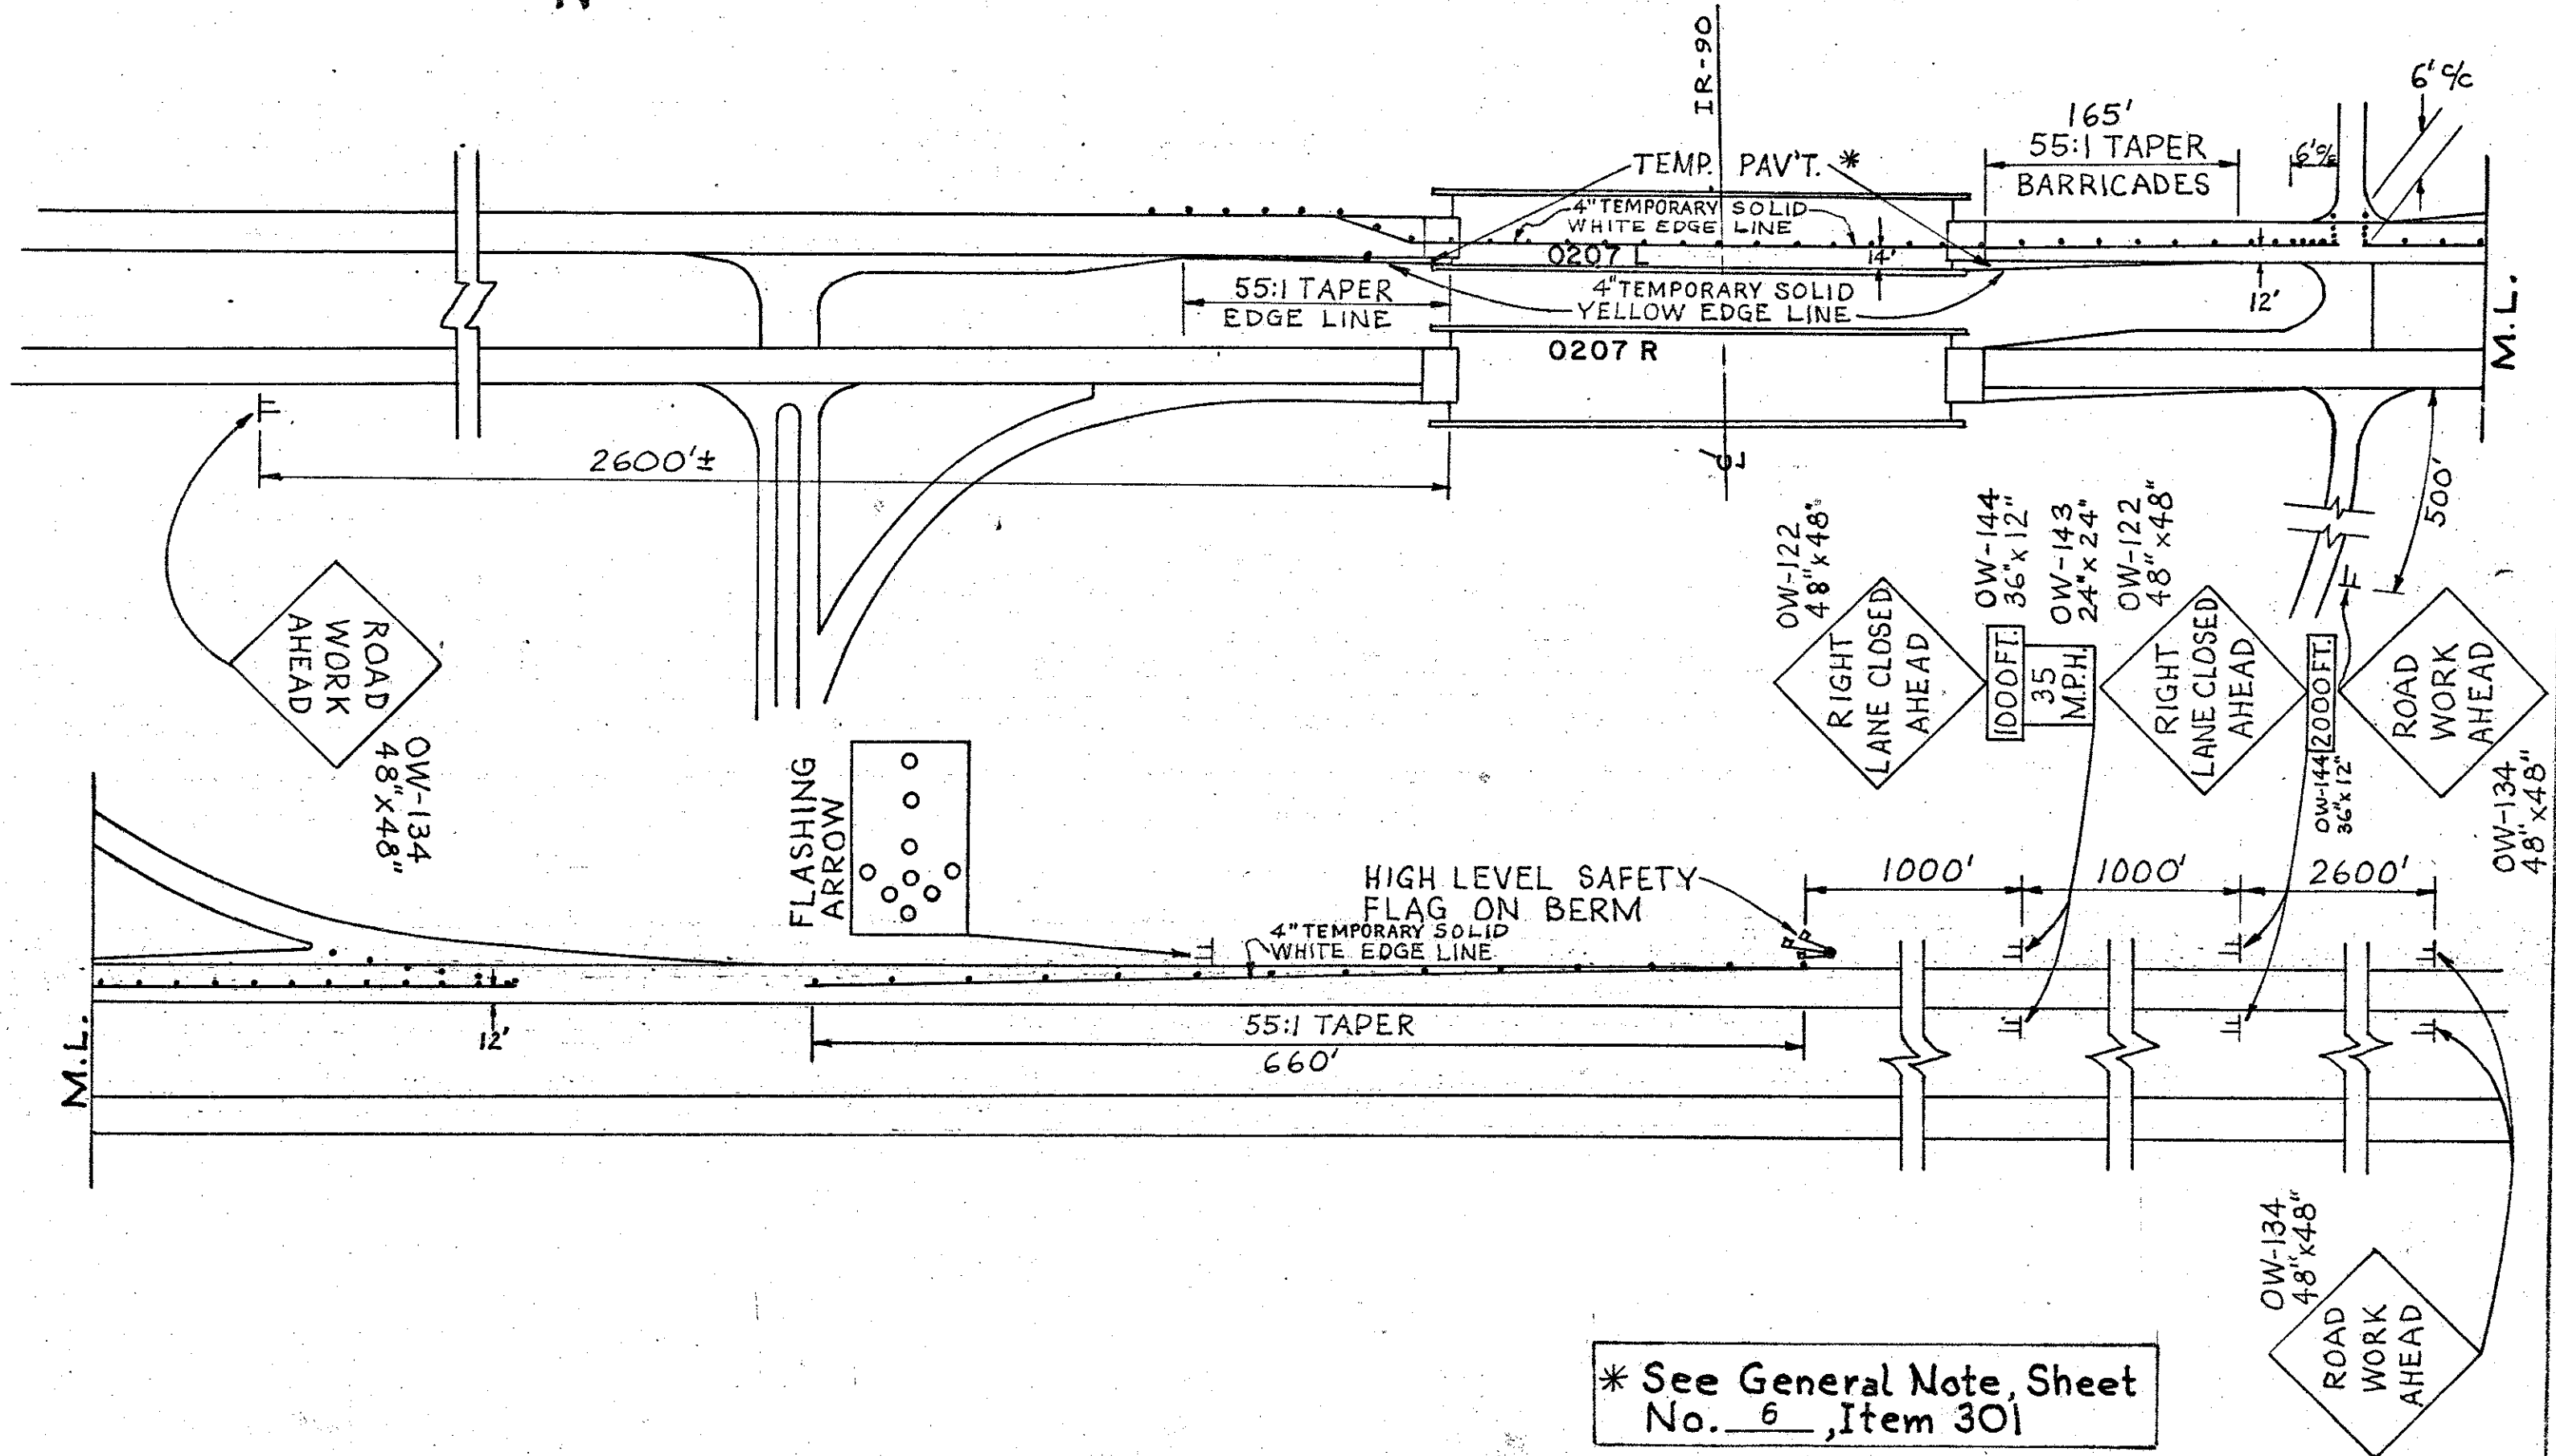 IR-90
6' c/c
165'
55:1 TAPER
BARRICADES
6' c/c
TEMP. PAV'T. *
4" TEMPORARY SOLID
WHITE EDGE LINE
0207 L
14'
55:1 TAPER
EDGE LINE
4" TEMPORARY SOLID
YELLOW EDGE LINE
12'
0207 R
M.L.
2600'±
500'
ROAD
WORK
AHEAD
OW-134
48"x48"
OW-122
48"x48"
RIGHT
LANE CLOSED
AHEAD
OW-144
36"x12"
1000FT.
OW-143
24"x24"
35
M.P.H.
OW-122
48"x48"
RIGHT
LANE CLOSED
AHEAD
2000FT.
OW-144
36"x12"
ROAD
WORK
AHEAD
OW-134
48"x48"
FLASHING
ARROW
HIGH LEVEL SAFETY
FLAG ON BERM
4" TEMPORARY SOLID
WHITE EDGE LINE
1000'
1000'
2600'
M.L.
12'
55:1 TAPER
660'
OW-134
48"x48"
ROAD
WORK
AHEAD
* See General Note, Sheet
No. 6 , Item 301